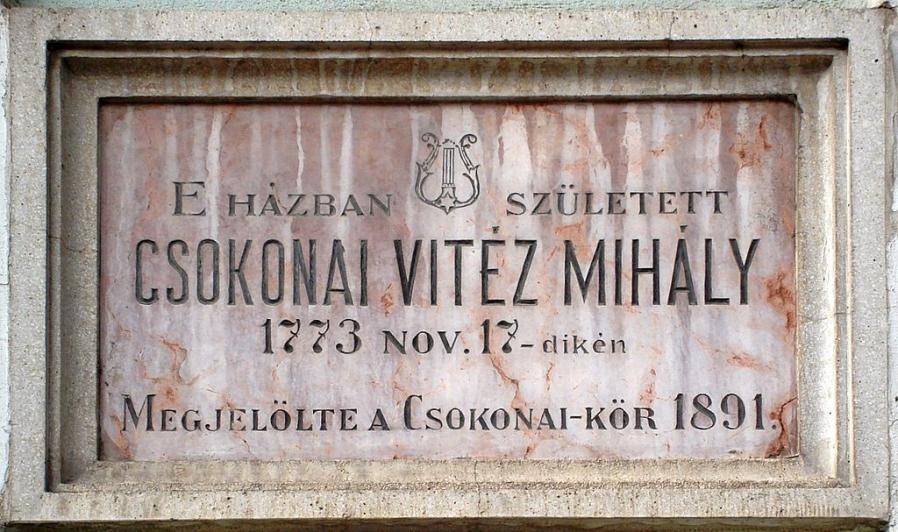 E HÁZBAN SZÜLETETT
CSOKONAI VITÉZ MIHÁLY
1773 NOV. 17-dikén
MEGJELÖLTE A CSOKONAI-KÖR 1891.